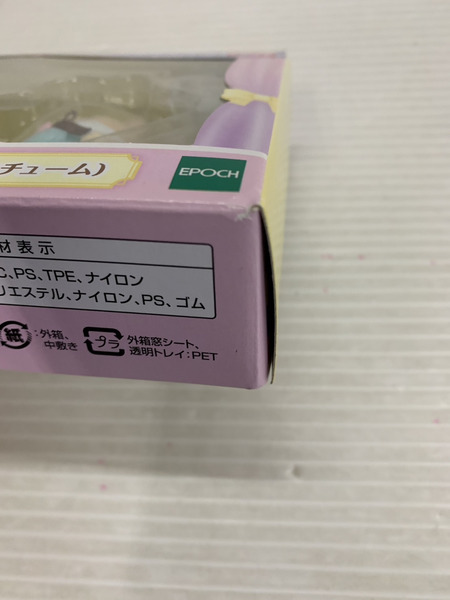 チューム)
EPOCH
材表示
C、PS、TPE、ナイロン
リエステル、ナイロン、PS、ゴム
紙
:外箱、
中敷き
プラ
外箱窓シート、
透明トレイ:PET